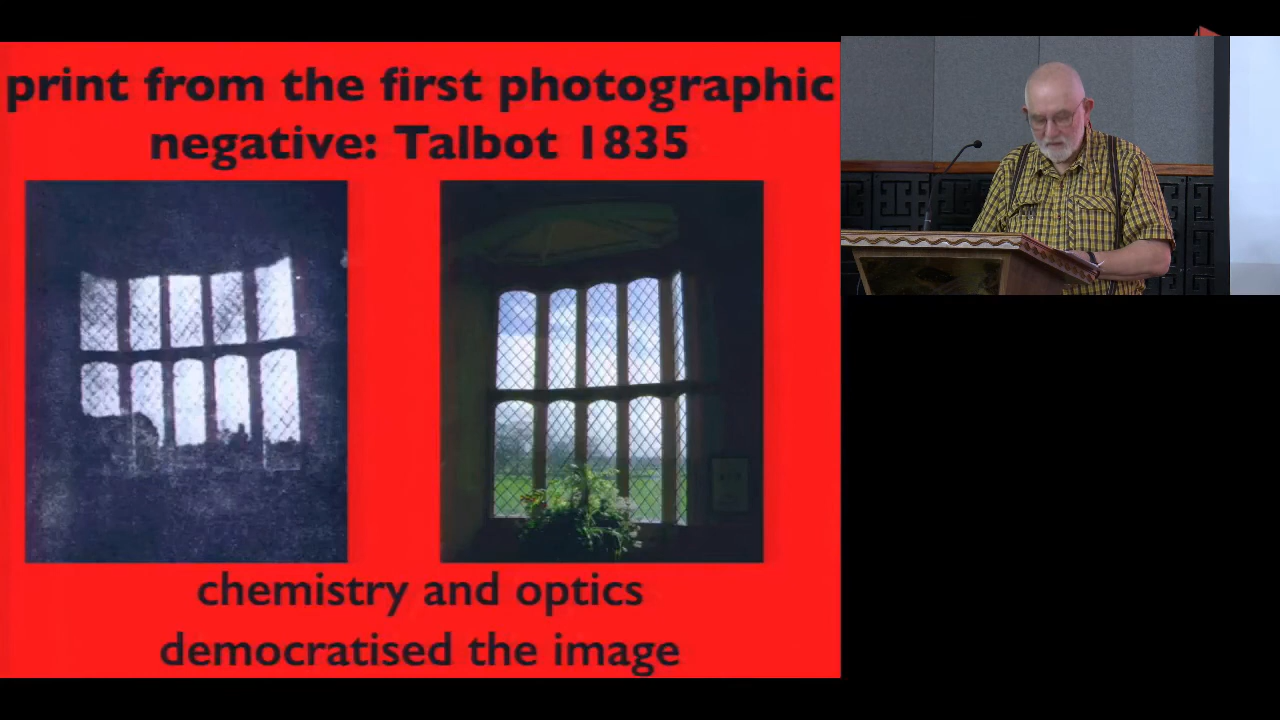 print from the first photographic
negative: Talbot 1835
chemistry and optics
democratised the image